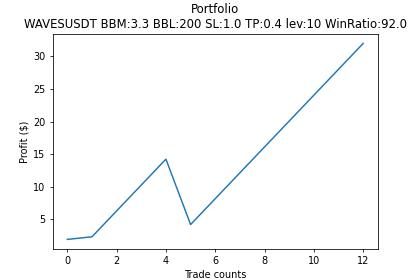 Portfolio
WAVESUSDT BBM:3.3 BBL:200 SL:1.0 TP:0.4 lev:10 WinRatio:92.0
Profit ($)
30
25
20
15
10
5
0 2 4 6 8 10 12
Trade counts